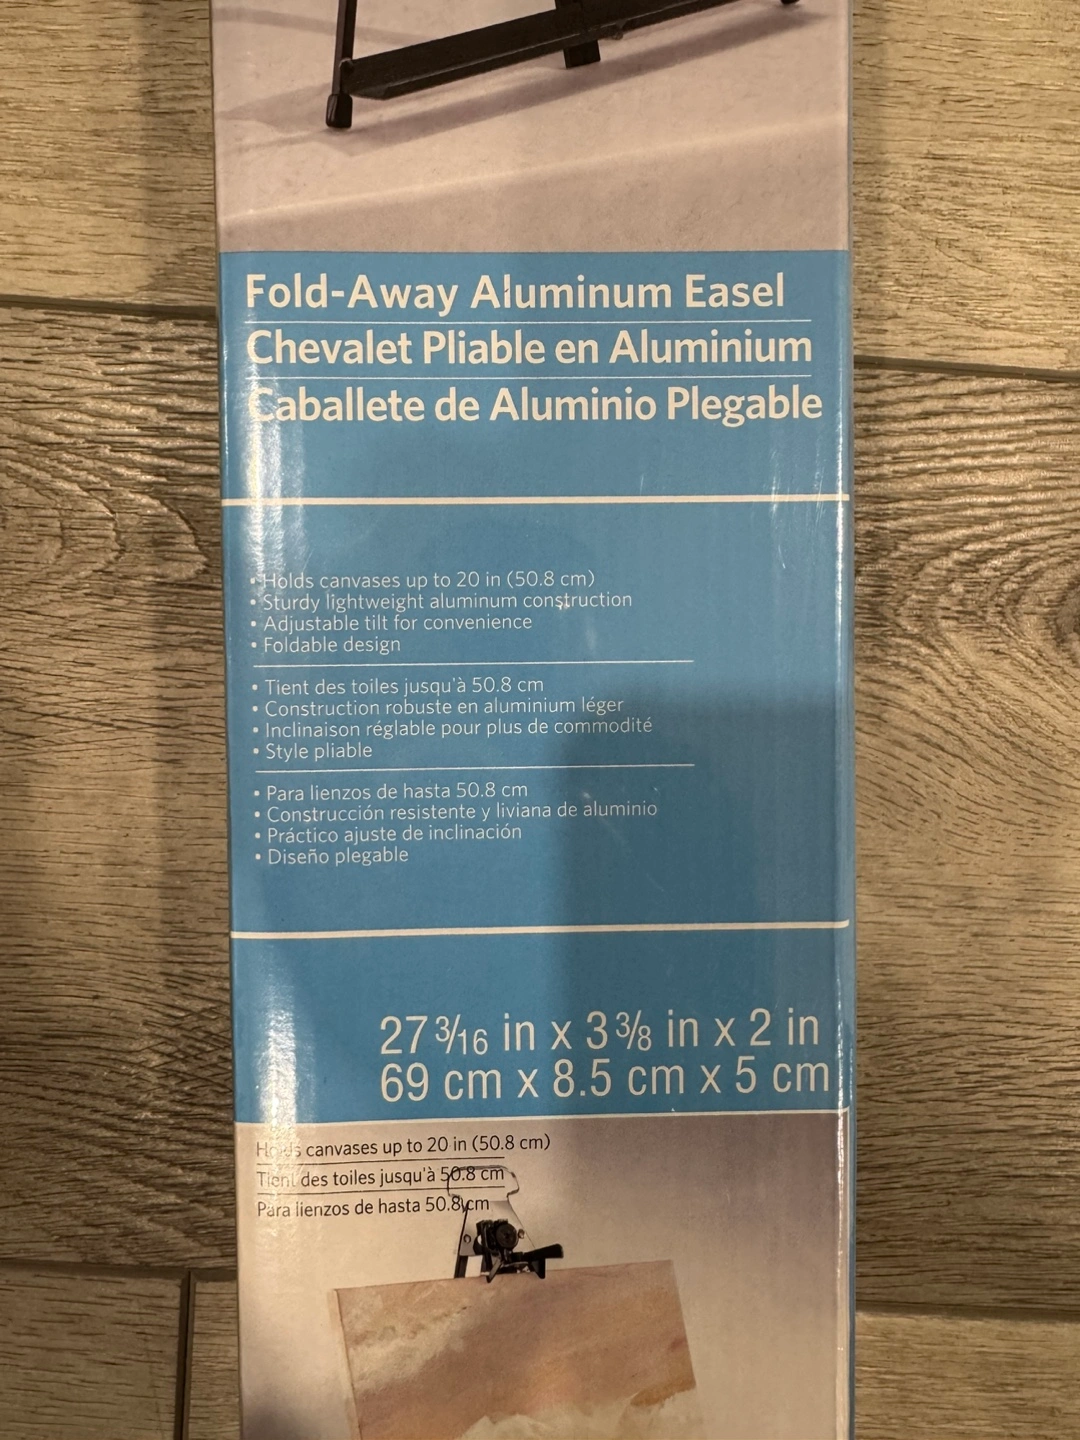 Fold-Away Aluminum Easel
Chevalet Pliable en Aluminium
Caballete de Aluminio Plegable
• Holds canvases up to 20 in (50.8 cm)
• Sturdy lightweight aluminum construction
• Adjustable tilt for convenience
• Foldable design
• Tient des toiles jusqu'à 50.8 cm
• Construction robuste en aluminium léger
• Inclinaison réglable pour plus de commodité
• Style pliable
• Para lienzos de hasta 50.8 cm
• Construcción resistente y liviana de aluminio
• Práctico ajuste de inclinación
• Diseño plegable
27 3/16 in x 3 3/8 in x 2 in
69 cm x 8.5 cm x 5 cm
Holds canvases up to 20 in (50.8 cm)
Tient des toiles jusqu'à 50.8 cm
Para lienzos de hasta 50.8 cm